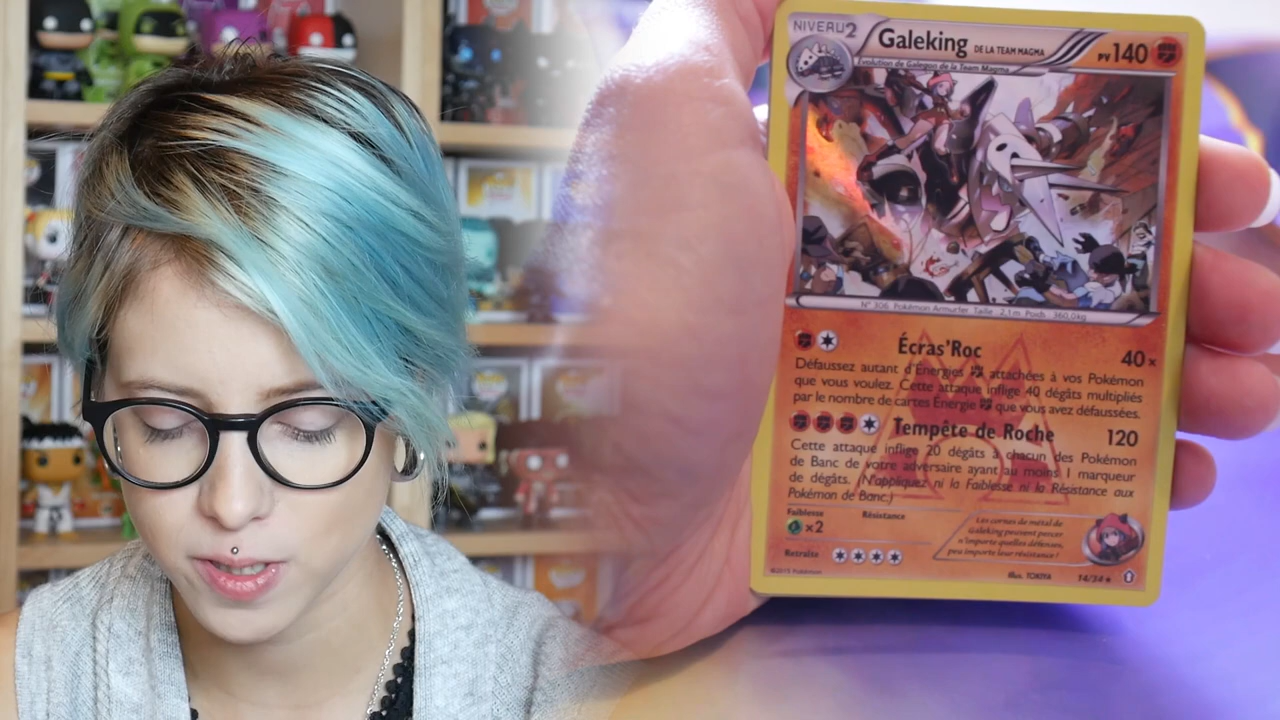 NIVEAU2
Galeking DE LA TEAM MAGMA
PV140
Évolution de Galegon de la Team Magma
N° 306 Pokémon Armurfer Taille : 2,1m Poids : 360,0kg
Écras'Roc 40x
Défaussez autant d'Énergies attachées à vos Pokémon
que vous voulez. Cette attaque inflige 40 dégâts multipliés
par le nombre de cartes Énergie que vous avez défaussées.
Tempête de Roche 120
Cette attaque inflige 20 dégâts à chacun des Pokémon
de Banc de votre adversaire ayant au moins 1 marqueur
de dégâts. (N'appliquez ni la Faiblesse ni la Résistance aux
Pokémon de Banc.)
Faiblesse Résistance
x2
Retraite
Les cornes de métal de
Galeking peuvent percer
n'importe quelles défenses,
peu importe leur résistance !
©2015 Pokémon
Illus. TOKIYA
14/34